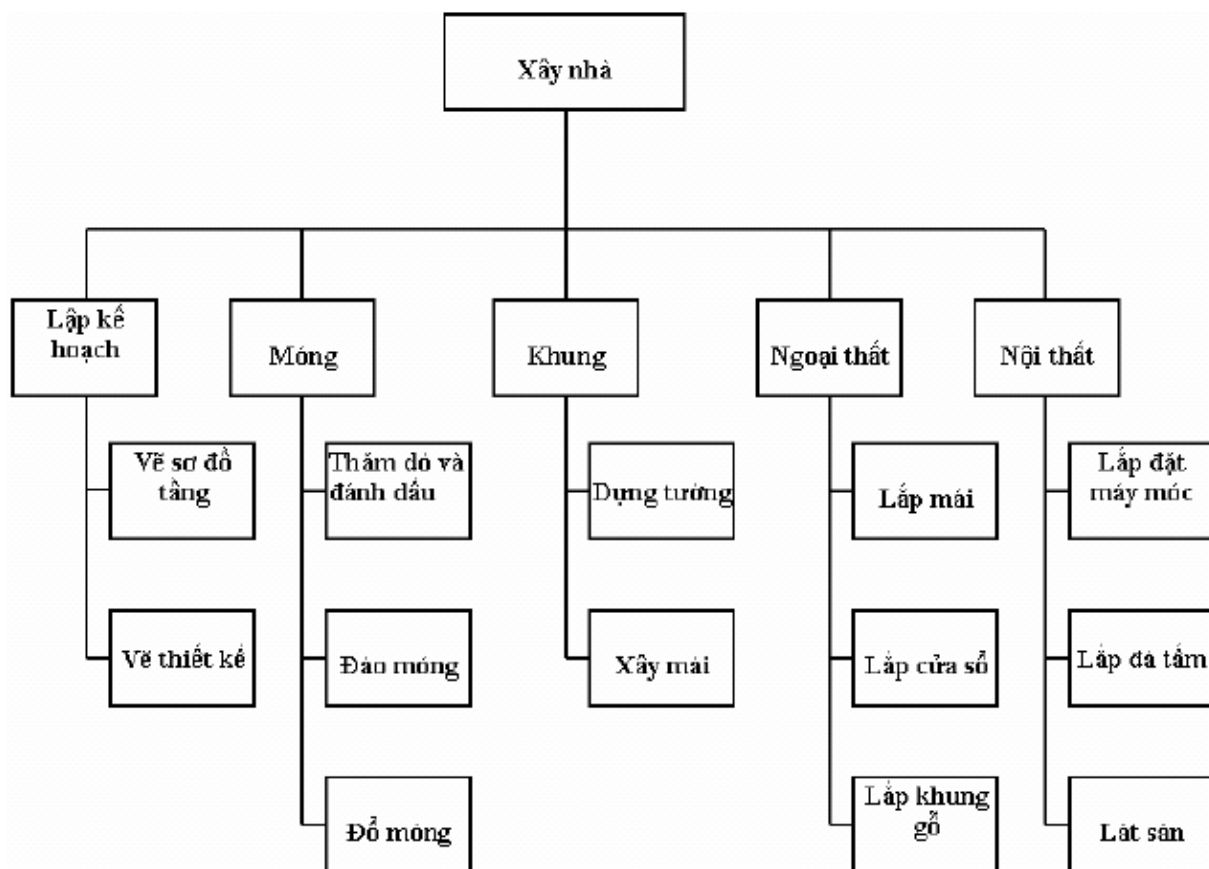 Xây nhà
Lập kế
hoạch
Móng
Khung
Ngoại thất
Nội thất
Vẽ sơ đồ
tầng
Thăm dò và
đánh dấu
Dựng tường
Lắp mái
Lắp đặt
máy móc
Vẽ thiết kế
Đào móng
Xây mái
Lắp cửa sổ
Lắp đá tấm
Đổ móng
Lắp khung
gỗ
Lát sàn